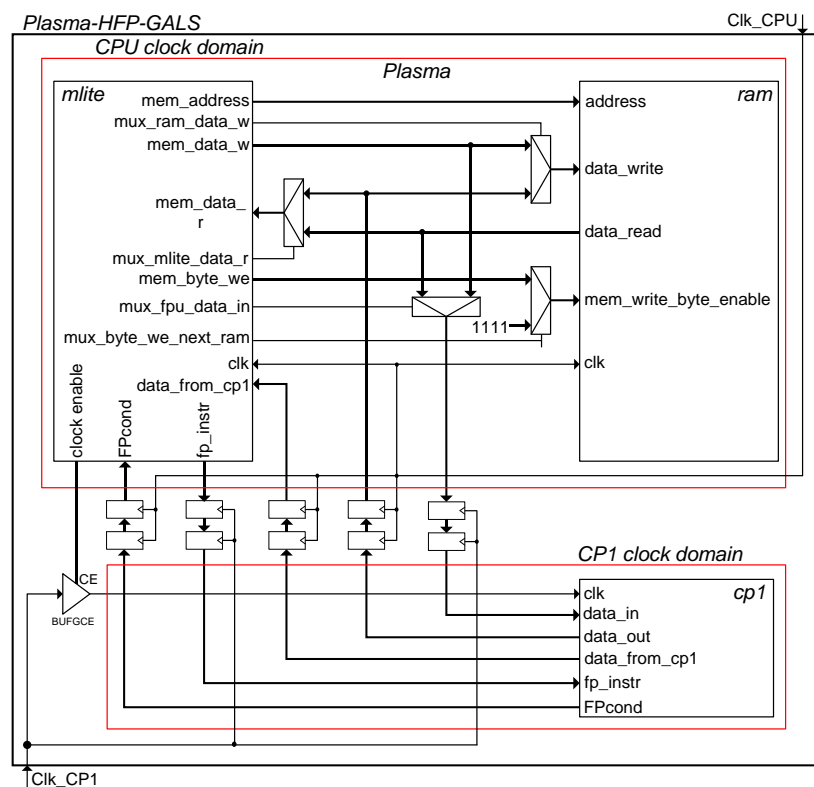 Plasma-HFP-GALS
Clk_CPU
CPU clock domain
Plasma
mlite
ram
mem_address
address
mux_ram_data_w
mem_data_w
data_write
mem_data_
r
data_read
mux_mlite_data_r
mem_byte_we
mux_fpu_data_in
mem_write_byte_enable
1111
mux_byte_we_next_ram
clk
clk
data_from_cp1
clock enable
FPcond
fp_instr
CP1 clock domain
CE
BUFGCE
clk
cp1
data_in
data_out
data_from_cp1
fp_instr
FPcond
Clk_CP1